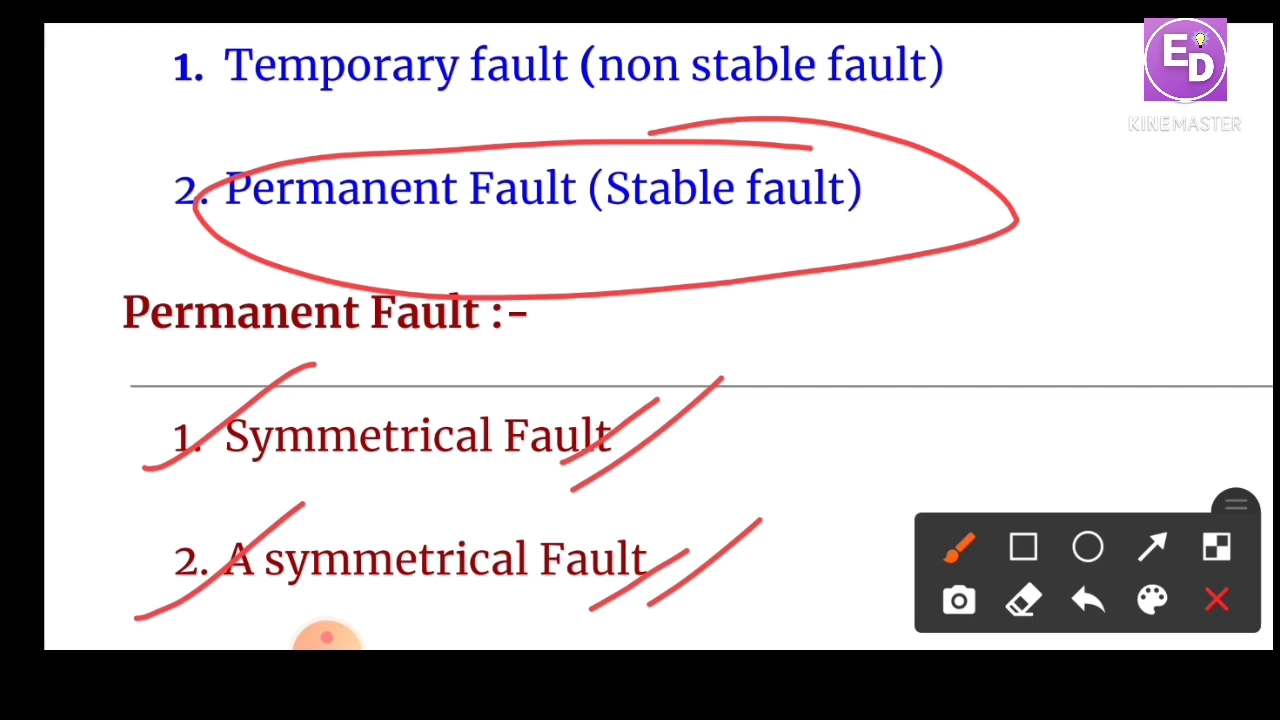 1. Temporary fault (non stable fault)
ED
KINEMASTER
2. Permanent Fault (Stable fault)
Permanent Fault :-
1. Symmetrical Fault
2. A symmetrical Fault